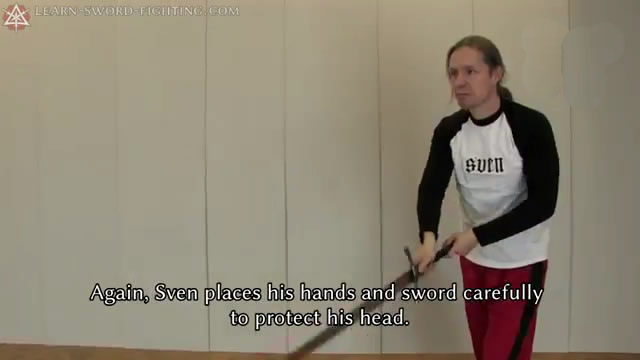 LEARN-SWORD-FIGHTING.COM
sven
Again, Sven places his hands and sword carefully
to protect his head.